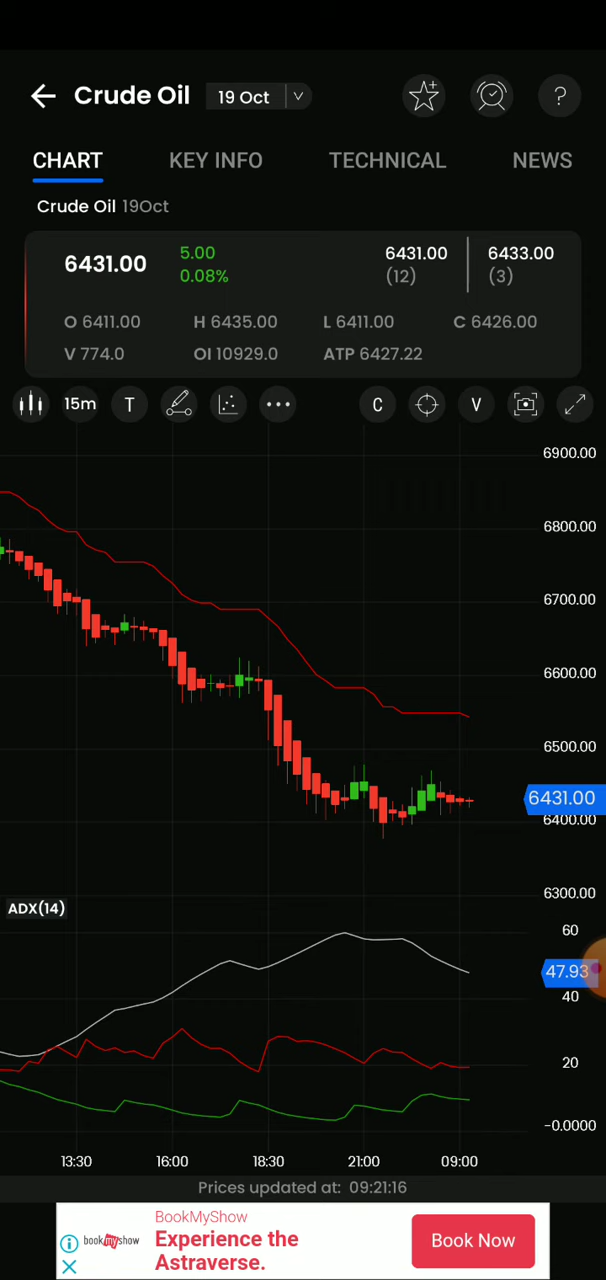 Crude Oil 19 Oct ?
CHART KEY INFO TECHNICAL NEWS
Crude Oil 19Oct
6431.00 5.00 6431.00 6433.00
0.08% (12) (3)
O 6411.00 H 6435.00 L 6411.00 C 6426.00
V 774.0 OI 10929.0 ATP 6427.22
15m T C V
6900.00
6800.00
6700.00
6600.00
6500.00
6431.00
6400.00
6300.00
ADX(14)
60
47.93
40
20
-0.0000
13:30 16:00 18:30 21:00 09:00
Prices updated at: 09:21:16
BookMyShow
bookmyshow Experience the Book Now
Astraverse.